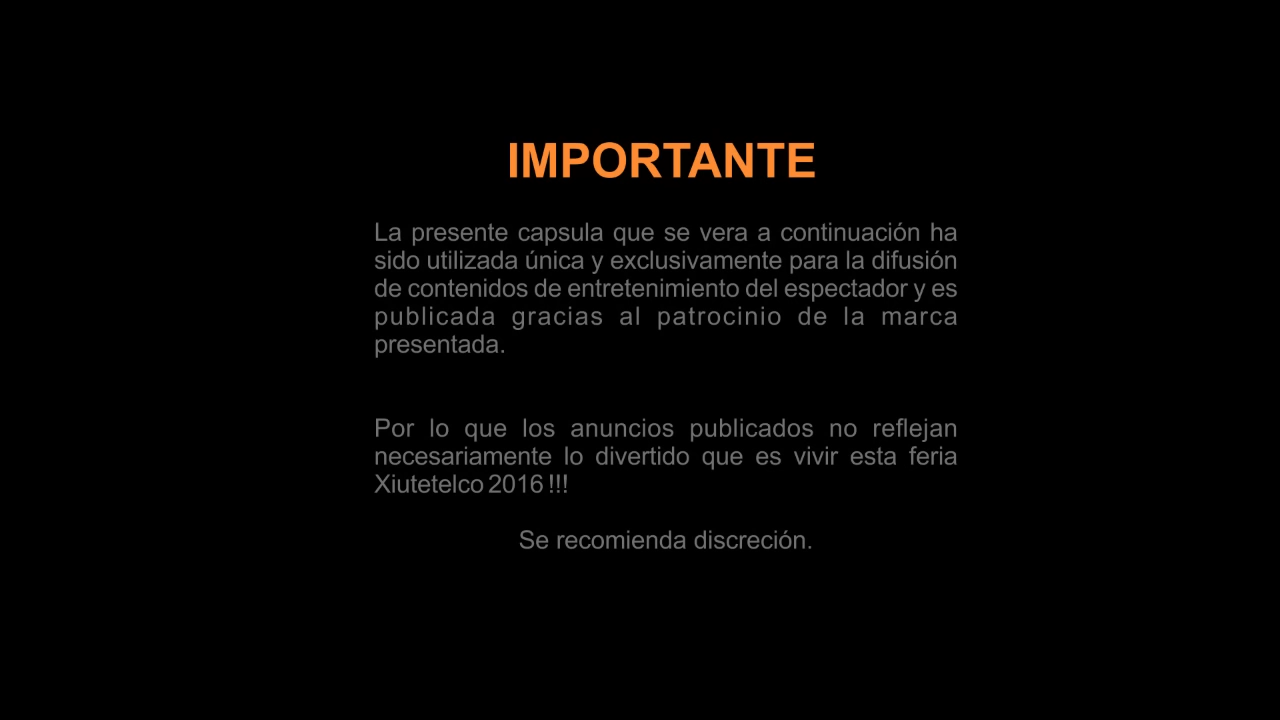 IMPORTANTE
La presente capsula que se vera a continuación ha
sido utilizada única y exclusivamente para la difusión
de contenidos de entretenimiento del espectador y es
publicada gracias al patrocinio de la marca
presentada.
Por lo que los anuncios publicados no reflejan
necesariamente lo divertido que es vivir esta feria
Xiutetelco 2016 !!!
Se recomienda discreción.